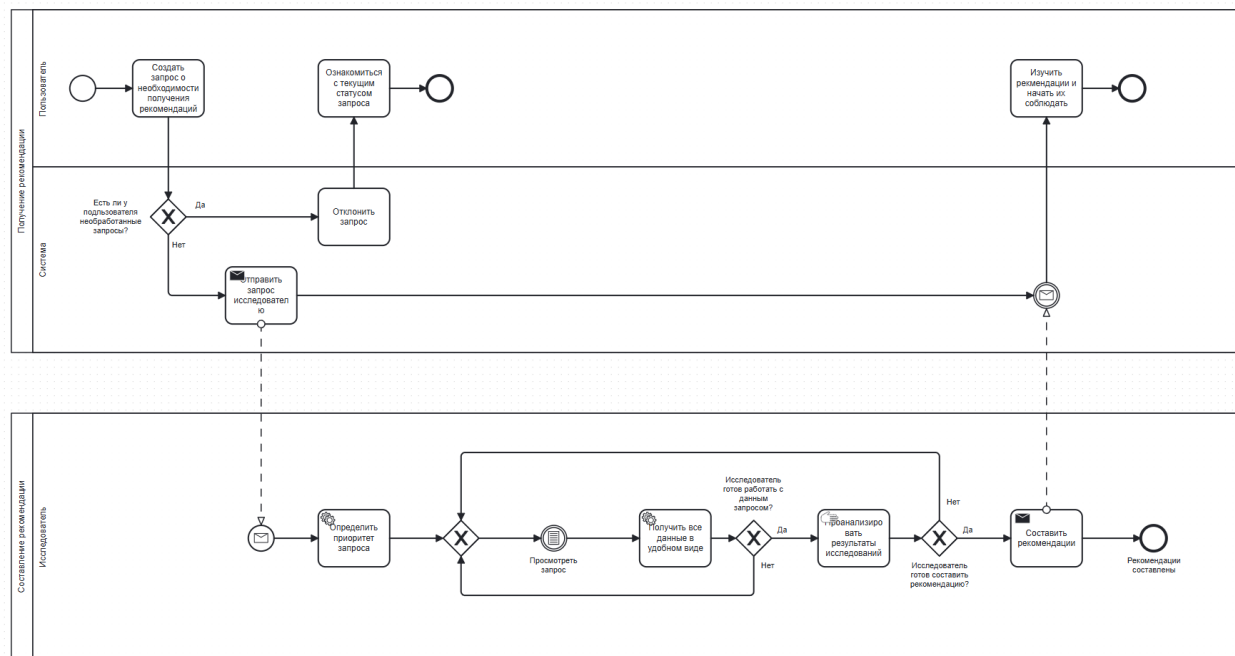 Получение рекомендации
Пользователь
Создать
запрос о
необходимости
получения
рекомендаций
Ознакомиться
с текущим
статусом
запроса
Изучить
рекмендации и
начать их
соблюдать
Система
Есть ли у
подльзователя
необработанные
запросы?
Да
Нет
Отклонить
запрос
Отправить
запрос
исследовател
ю
Составление рекомендации
Исследователь
Определить
приоритет
запроса
Просмотреть
запрос
Получить все
данные в
удобном виде
Исследователь
готов работать с
данным
запросом?
Да
Нет
Проанализиро
вать
результаты
исследований
Нет
Да
Исследователь
готов составить
рекомендацию?
Составить
рекомендации
Рекомендации
составлены